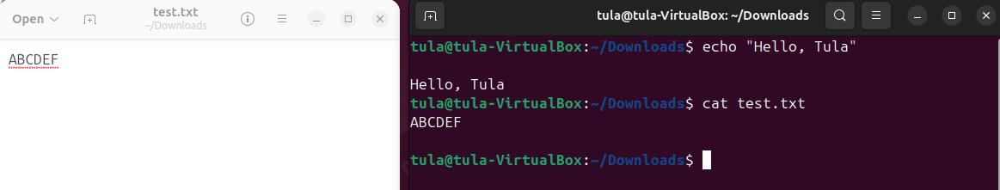 Open
test.txt
~/Downloads
ABCDEF
tula@tula-VirtualBox: ~/Downloads
tula@tula-VirtualBox:~/Downloads$ echo "Hello, Tula"
Hello, Tula
tula@tula-VirtualBox:~/Downloads$ cat test.txt
ABCDEF
tula@tula-VirtualBox:~/Downloads$